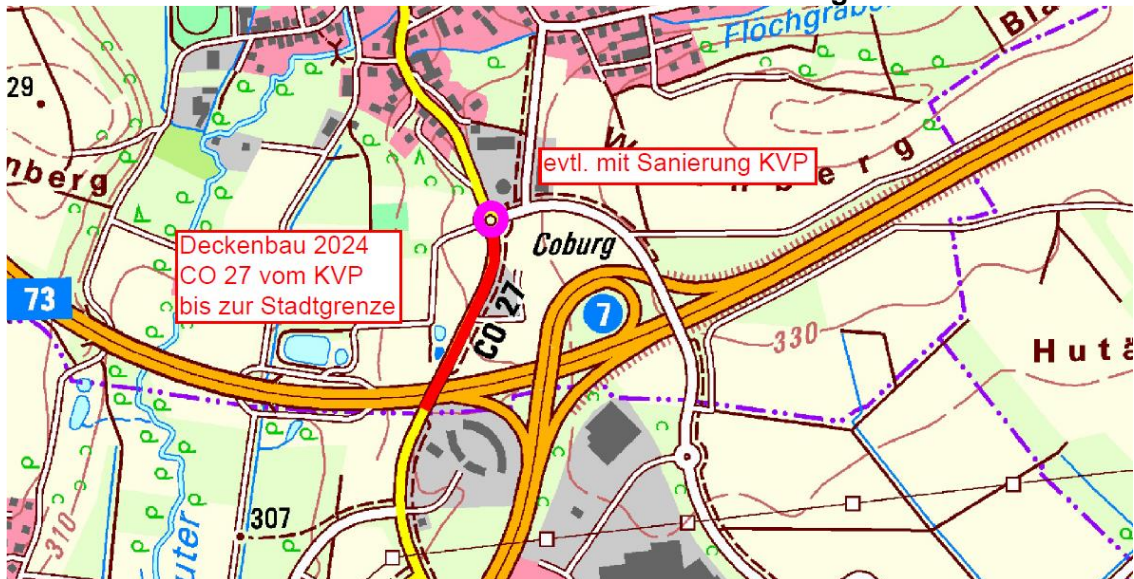 Flochgraben
29
evtl. mit Sanierung KVP
nberg
Deckenbau 2024
CO 27 vom KVP
bis zur Stadtgrenze
Coburg
73
CO 27
7
330
Hutä
310
307
uter